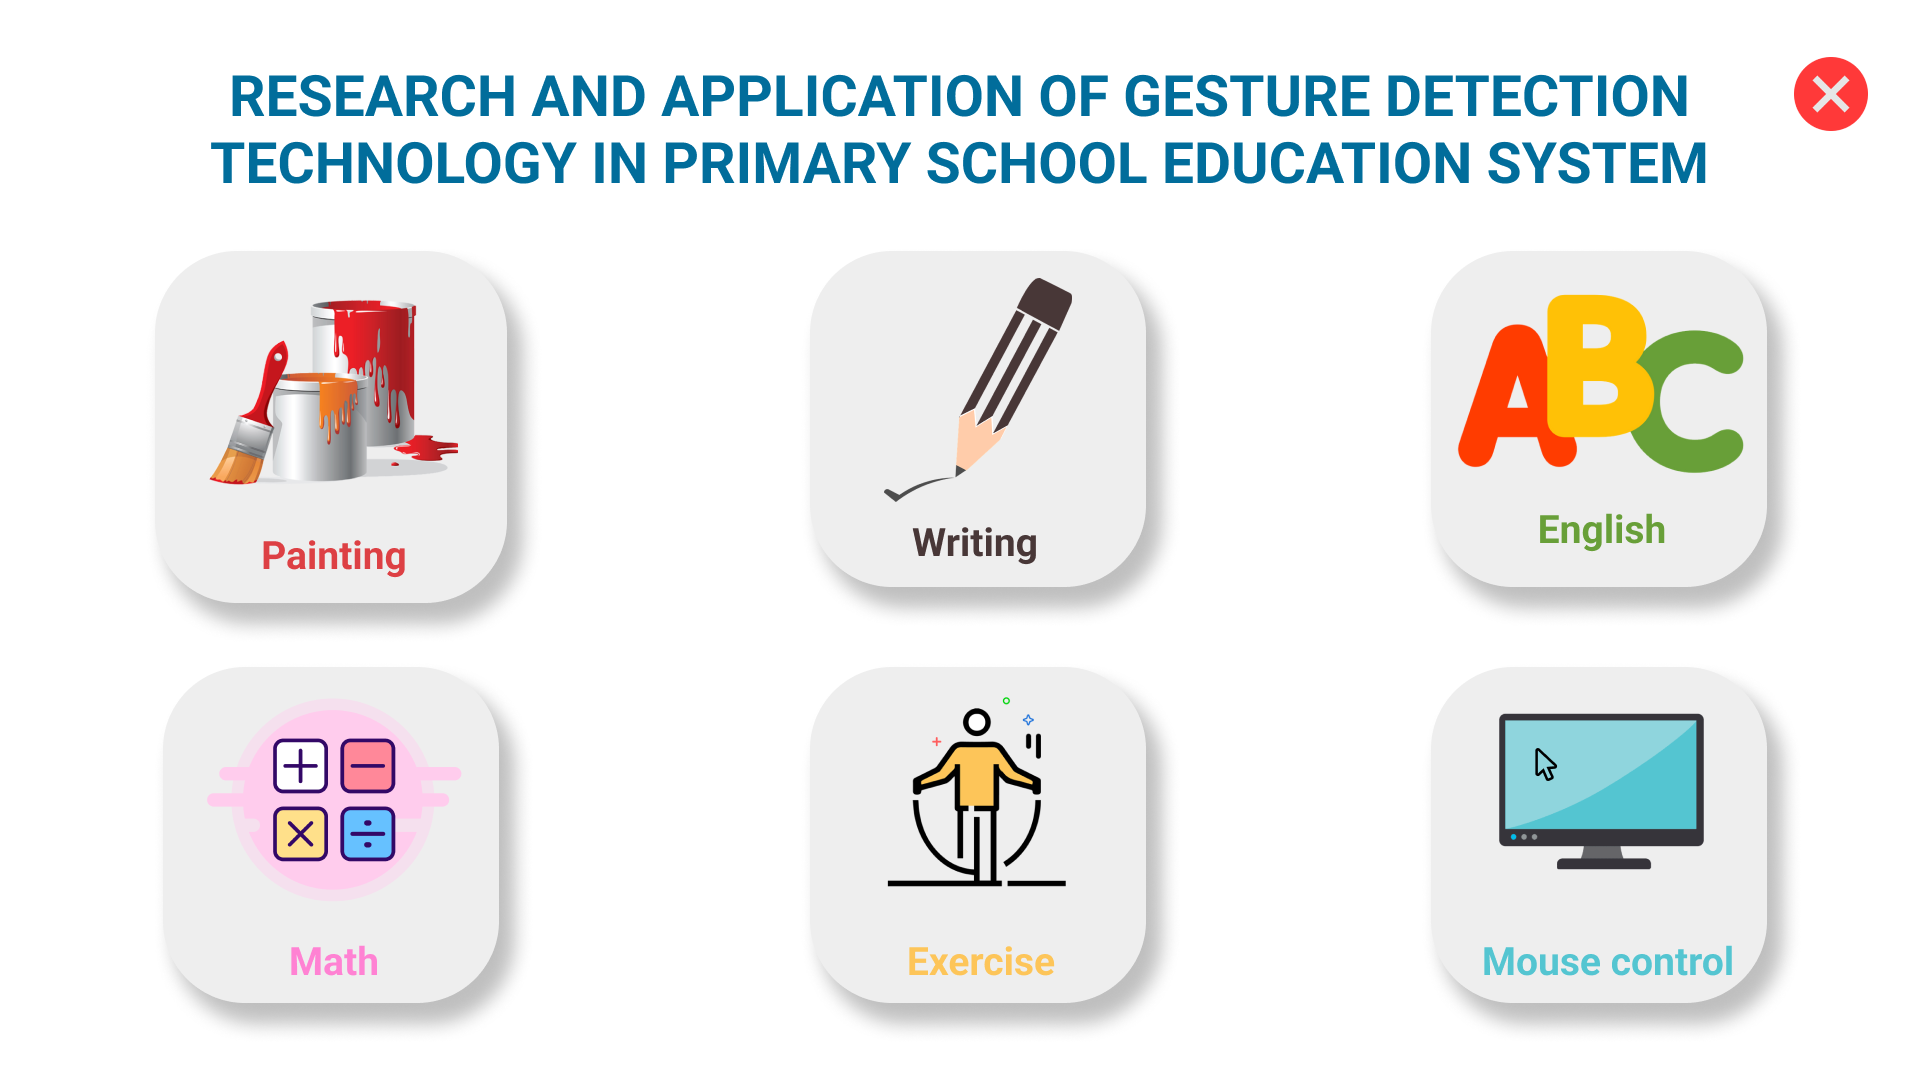 RESEARCH AND APPLICATION OF GESTURE DETECTION
TECHNOLOGY IN PRIMARY SCHOOL EDUCATION SYSTEM
ABC
Painting
Writing
English
Math
Exercise
Mouse control